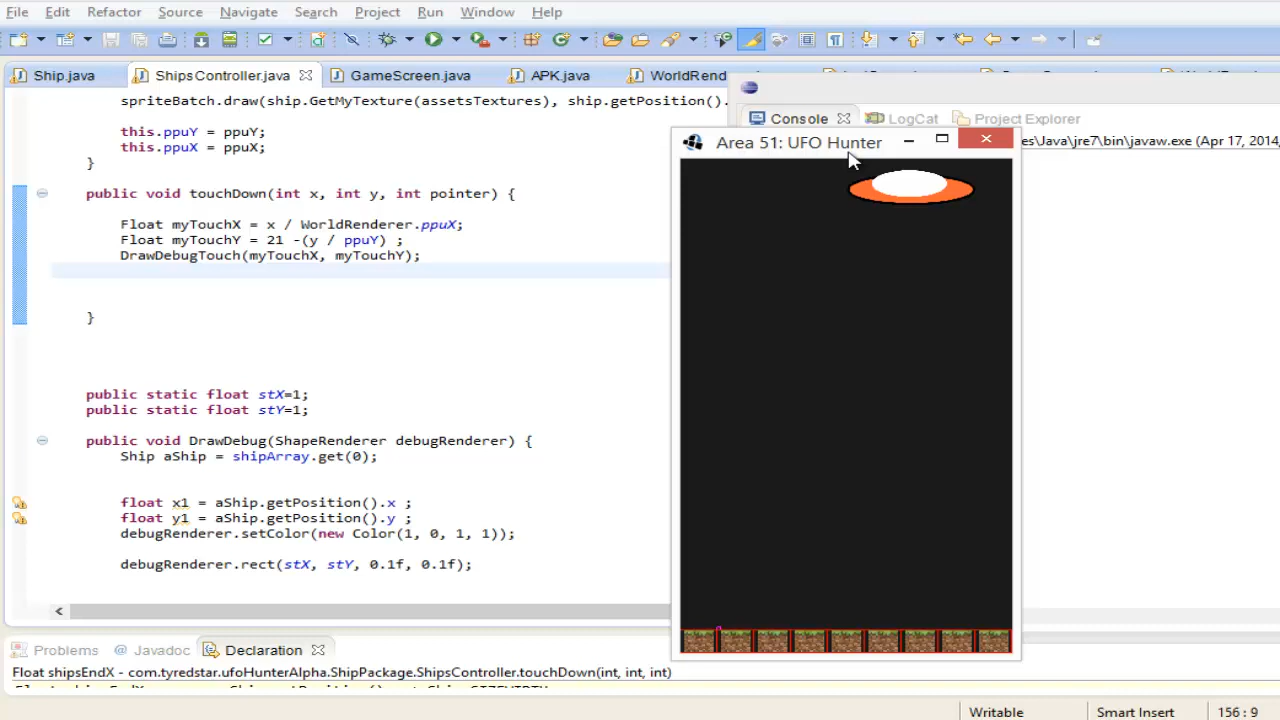 File Edit Refactor Source Navigate Search Project Run Window Help
Ship.java ShipsController.java GameScreen.java APK.java WorldRend
spriteBatch.draw(ship.GetMyTexture(assetsTextures), ship.getPosition().
this.ppuY = ppuY;
this.ppuX = ppuX;
}
public void touchDown(int x, int y, int pointer) {
Float myTouchX = x / WorldRenderer.ppuX;
Float myTouchY = 21 -(y / ppuY) ;
DrawDebugTouch(myTouchX, myTouchY);
}
public static float stX=1;
public static float stY=1;
public void DrawDebug(ShapeRenderer debugRenderer) {
Ship aShip = shipArray.get(0);
float x1 = aShip.getPosition().x ;
float y1 = aShip.getPosition().y ;
debugRenderer.setColor(new Color(1, 0, 1, 1));
debugRenderer.rect(stX, stY, 0.1f, 0.1f);
Console LogCat Project Explorer
es\Java\jre7\bin\javaw.exe (Apr 17, 2014,
Area 51: UFO Hunter
Problems @ Javadoc Declaration
Float shipsEndX - com.tyredstar.ufoHunterAlpha.ShipPackage.ShipsController.touchDown(int, int, int)
Writable Smart Insert 156 : 9